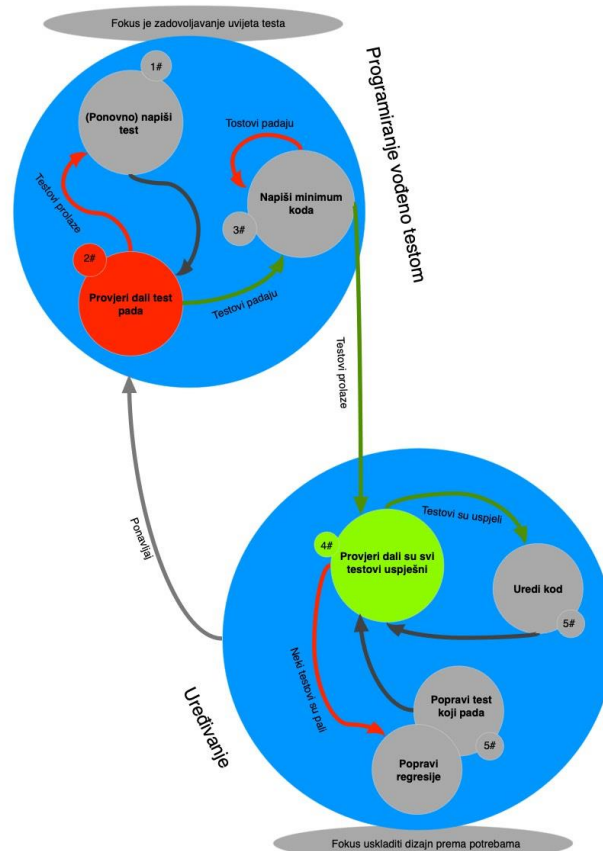 Fokus je zadovoljavanje uvijeta testa
1#
(Ponovno) napiši
test
Tostovi padaju
Napiši minimum
koda
3#
Testovi prolaze
2#
Provjeri dali test
pada
Testovi padaju
Programiranje vođeno testom
Testovi prolaze
Ponavljaj
Testovi su uspjeli
4#
Provjeri dali su svi
testovi uspješni
Uredi kod
5#
Neki testovi su pali
Uređivanje
Popravi test
koji pada
5#
Popravi
regresije
Fokus uskladiti dizajn prema potrebama